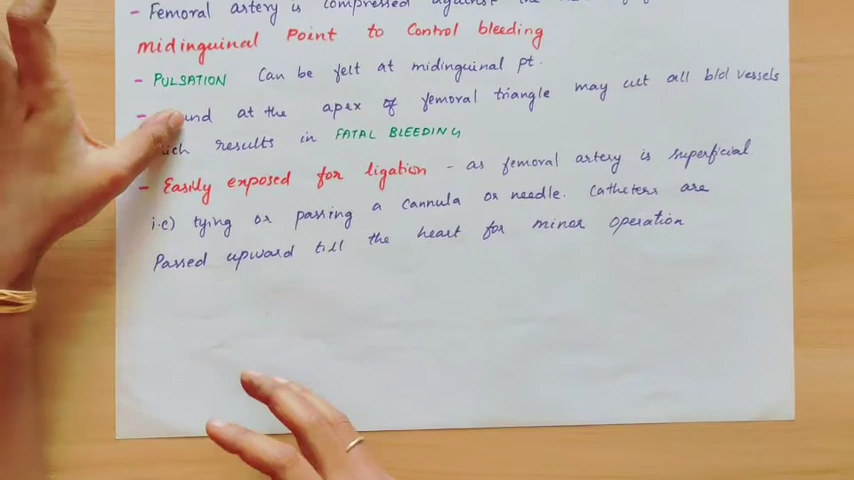 - Femoral artery is compressed against the
midinguinal Point to Control bleeding
- PULSATION can be felt at midinguinal pt.
- at the apex of femoral triangle may cut all bld vessels
results in FATAL BLEEDING
- Easily exposed for ligation - as femoral artery is superficial.
i.e) tying or passing a cannula or needle. Catheters are
Passed upward till the heart for minor operation